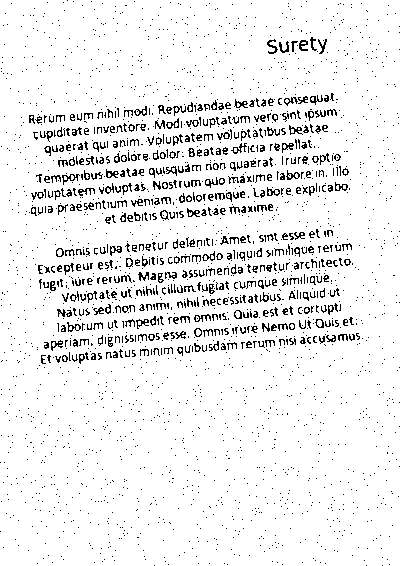 Surety
Rerum eum nihil modi. Repudiandae beatae consequat.
cupiditate inventore. Modi voluptatum vero sint ipsum
quaerat qui anim. Voluptatem voluptatibus beatae
molestias dolore dolor. Beatae officia repellat.
Temporibus beatae quisquam non quaerat. Irure optio
voluptatem voluptas. Nostrum quo maxime labore in. Illo
quia praesentium veniam, doloremque. Labore explicabo.
et debitis Quis beatae maxime.
Omnis culpa tenetur deleniti. Amet, sint esse et in
Excepteur est. Debitis commodo aliquid similique rerum
fugit, iure rerum. Magna assumenda tenetur architecto.
Voluptate ut nihil cillum fugiat cumque similique.
Natus sed non animi, nihil necessitatibus. Aliquid ut
laborum ut impedit rem omnis. Quia est et corrupti
aperiam, dignissimos esse. Omnis irure Nemo Ut Quis et
Et voluptas natus minim quibusdam rerum nisi accusamus